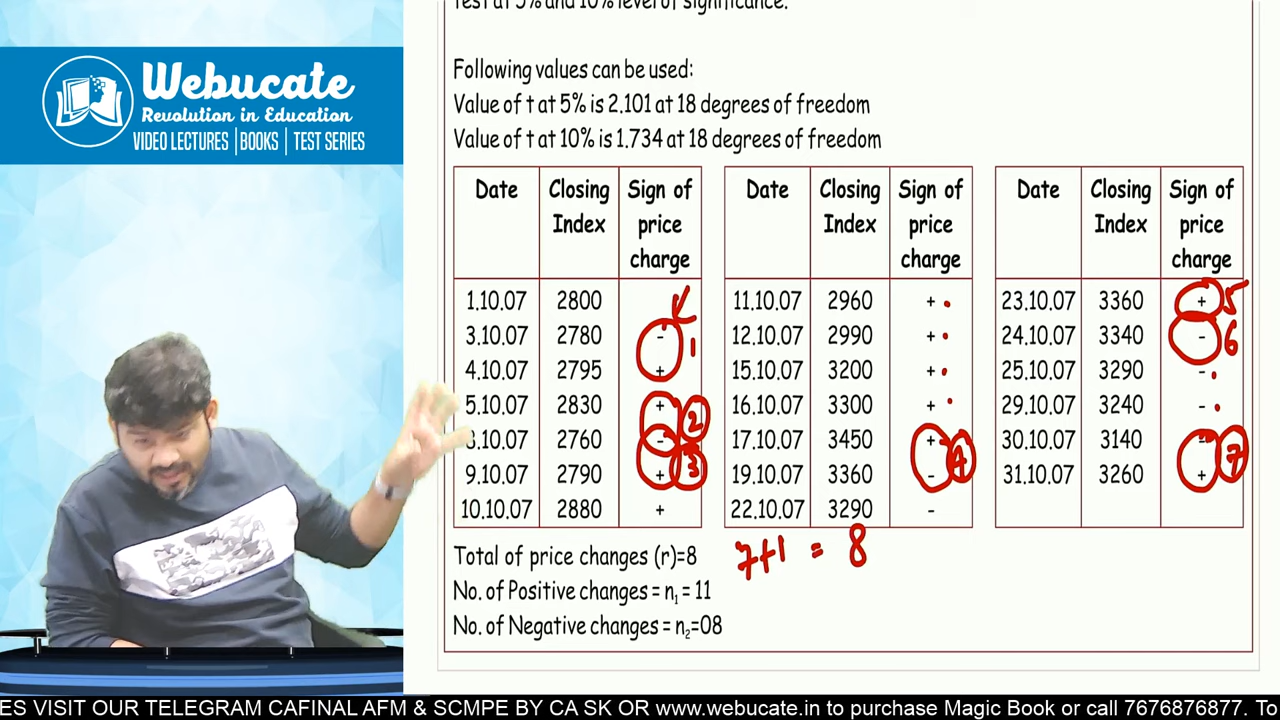 Test at 5% and 10% level of significance.
Webucate
Revolution in Education
VIDEO LECTURES | BOOKS | TEST SERIES
Following values can be used:
Value of t at 5% is 2.101 at 18 degrees of freedom
Value of t at 10% is 1.734 at 18 degrees of freedom
Date Closing Index Sign of price charge Date Closing Index Sign of price charge Date Closing Index Sign of price charge
1.10.07 2800 11.10.07 2960 + 23.10.07 3360 + 5
3.10.07 2780 - 1 12.10.07 2990 + 24.10.07 3340 - 6
4.10.07 2795 + 15.10.07 3200 + 25.10.07 3290 -
5.10.07 2830 + 2 16.10.07 3300 + 29.10.07 3240 -
.10.07 2760 - 17.10.07 3450 + 4 30.10.07 3140 - 7
9.10.07 2790 + 3 19.10.07 3360 - 31.10.07 3260 +
10.10.07 2880 + 22.10.07 3290 -
Total of price changes (r)=8
7+1 = 8
No. of Positive changes = n₁ = 11
No. of Negative changes = n₂=08
ES VISIT OUR TELEGRAM CAFINAL AFM & SCMPE BY CA SK OR www.webucate.in to purchase Magic Book or call 7676876877. To